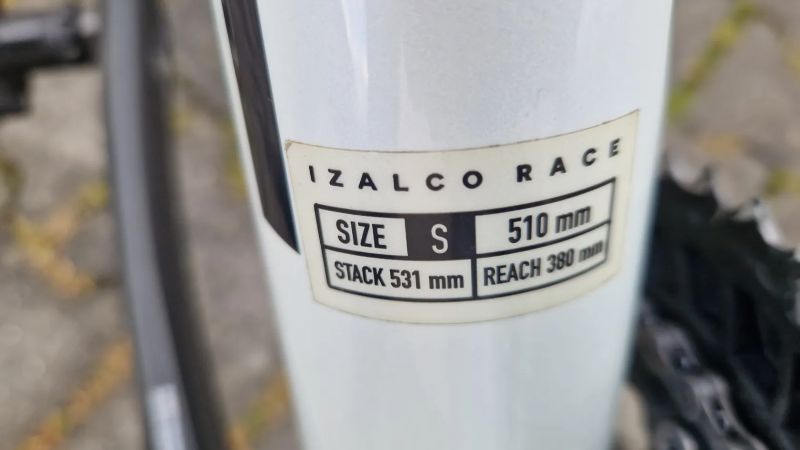 IZALCO RACE
SIZE S 510 mm
STACK 531 mm REACH 380 mm